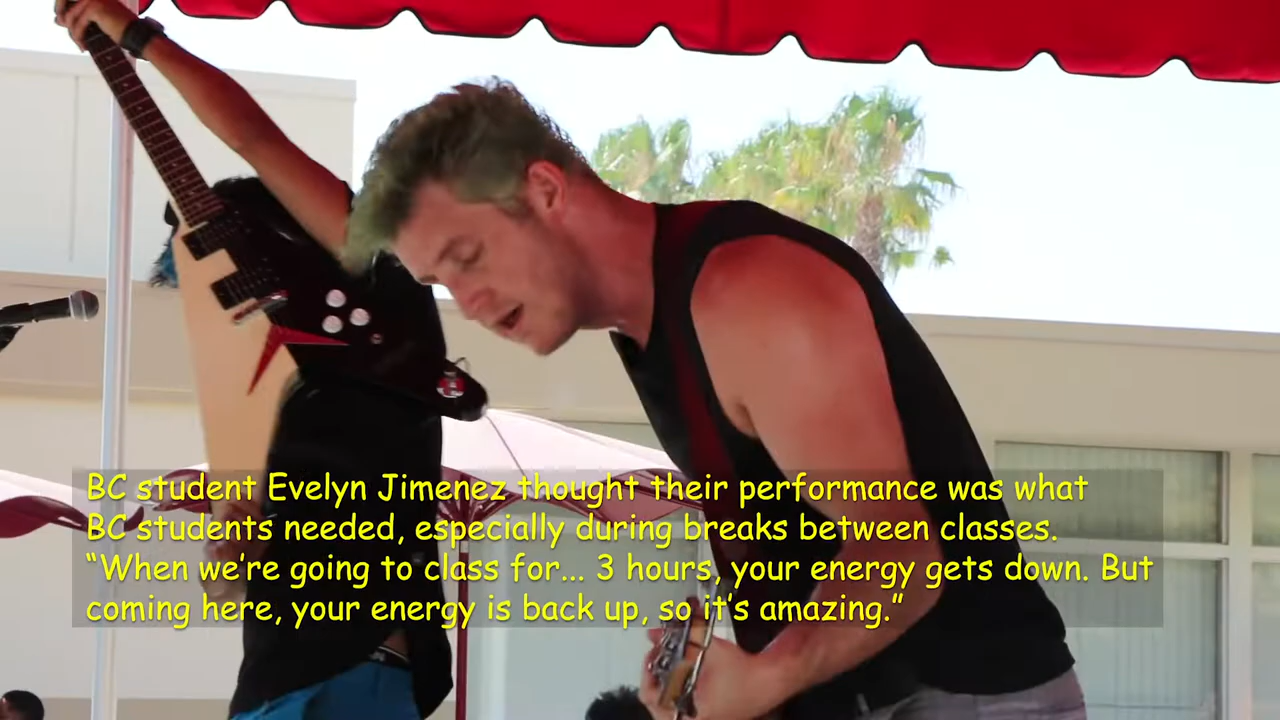 BC student Evelyn Jimenez thought their performance was what
BC students needed, especially during breaks between classes.
“When we’re going to class for... 3 hours, your energy gets down. But
coming here, your energy is back up, so it’s amazing.”